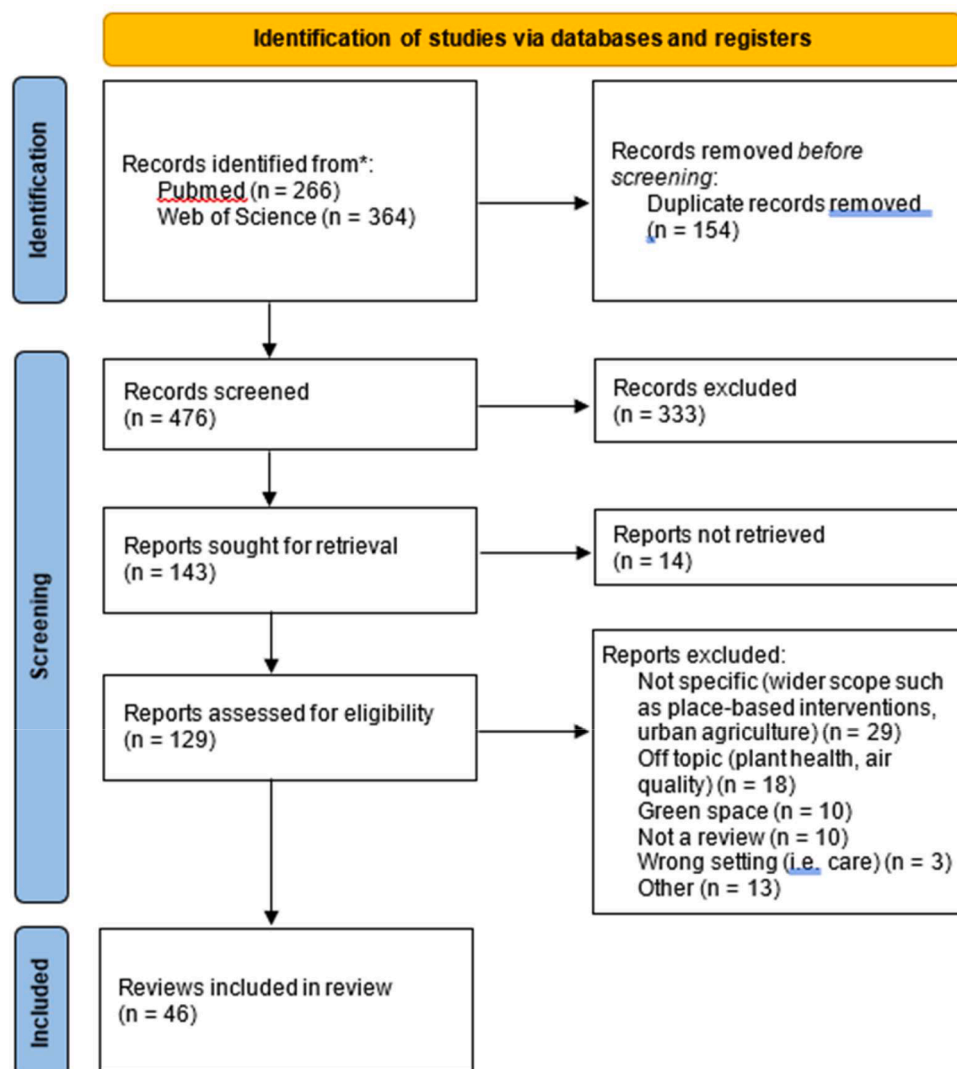 Identification of studies via databases and registers
Identification
Records identified from*:
Pubmed (n = 266)
Web of Science (n = 364)
Records removed before
screening:
Duplicate records removed
(n = 154)
Screening
Records screened
(n = 476)
Records excluded
(n = 333)
Reports sought for retrieval
(n = 143)
Reports not retrieved
(n = 14)
Reports assessed for eligibility
(n = 129)
Reports excluded:
Not specific (wider scope such
as place-based interventions,
urban agriculture) (n = 29)
Off topic (plant health, air
quality) (n = 18)
Green space (n = 10)
Not a review (n = 10)
Wrong setting (i.e. care) (n = 3)
Other (n = 13)
Included
Reviews included in review
(n = 46)